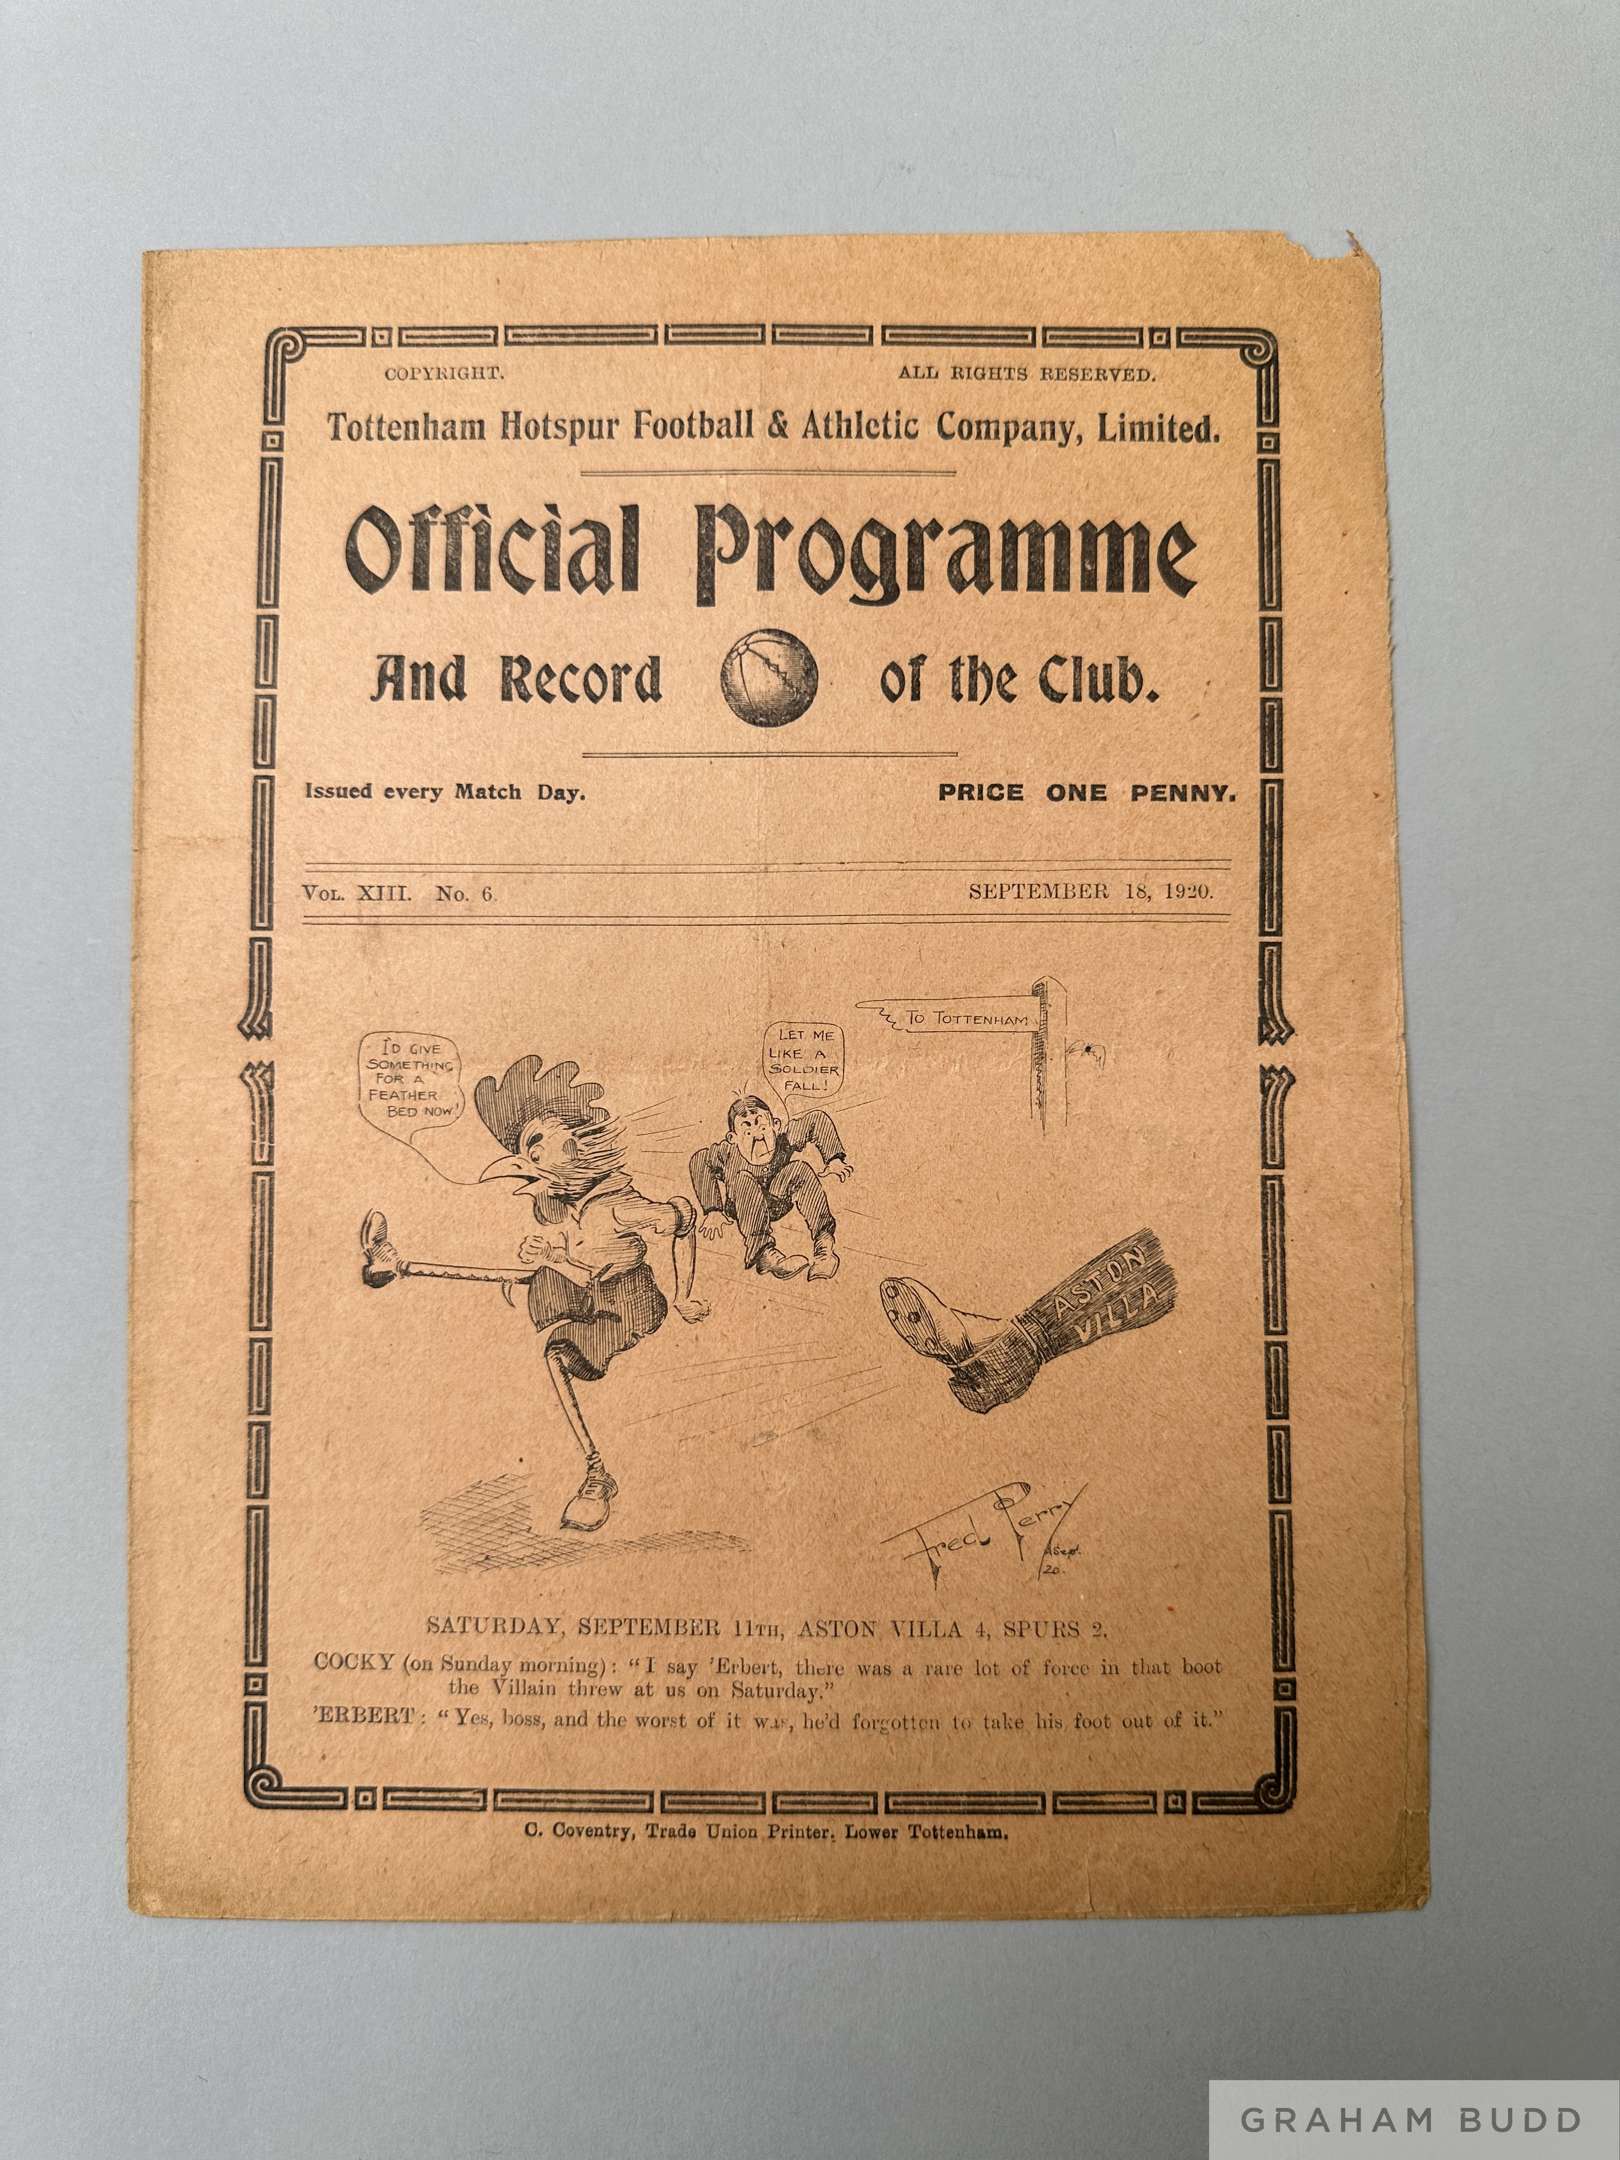 COPYRIGHT. ALL RIGHTS RESERVED.
Tottenham Hotspur Football & Athletic Company, Limited.
Official Programme
And Record of the Club.
Issued every Match Day. PRICE ONE PENNY.
VOL. XIII. No. 6. SEPTEMBER 18, 1920.
TO TOTTENHAM
I'D GIVE
SOMETHING
FOR A
FEATHER
BED NOW!
LET ME
LIKE A
SOLDIER
FALL!
ASTON
VILLA
Fred Perry
Sept.
20.
SATURDAY, SEPTEMBER 11TH, ASTON VILLA 4, SPURS 2.
COCKY (on Sunday morning): "I say 'Erbert, there was a rare lot of force in that boot
the Villain threw at us on Saturday."
'ERBERT: "Yes, boss, and the worst of it was, he'd forgotten to take his foot out of it."
C. Coventry, Trade Union Printer, Lower Tottenham.
GRAHAM BUDD